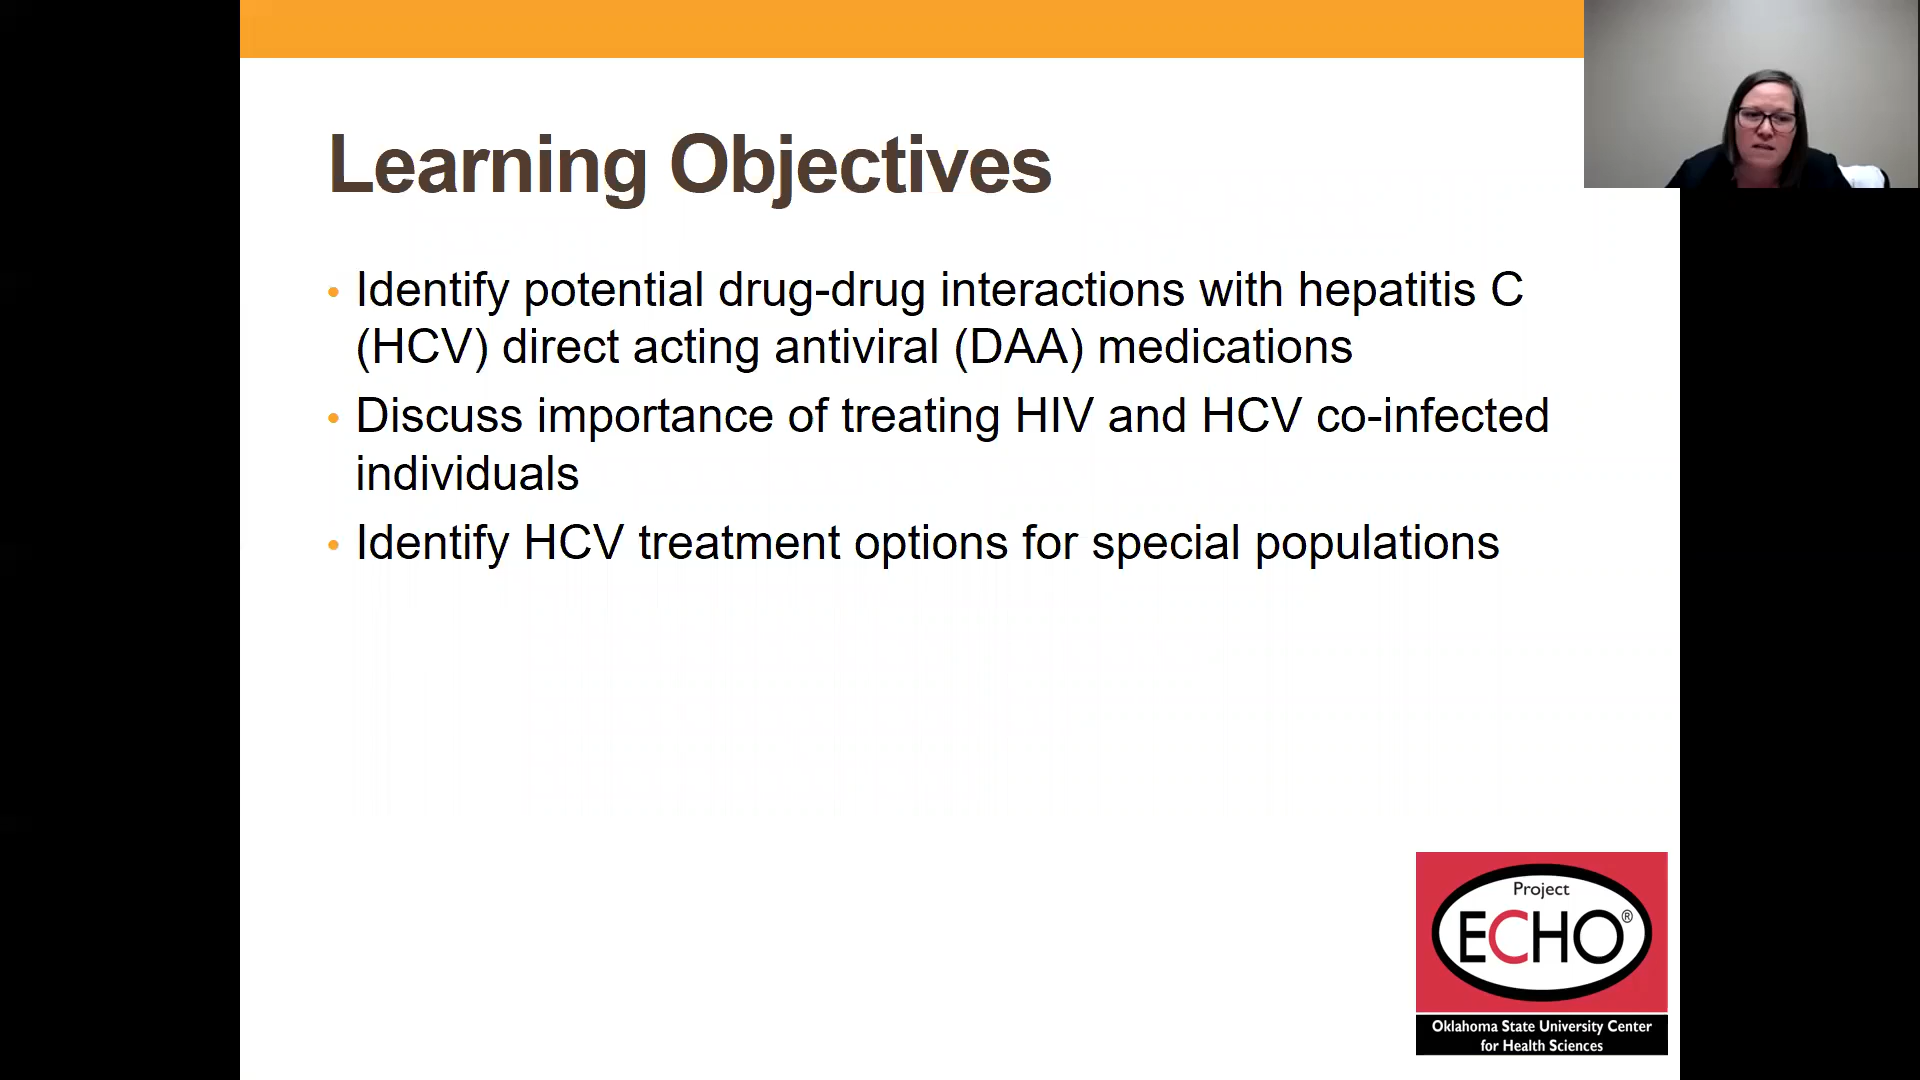 Learning Objectives
• Identify potential drug-drug interactions with hepatitis C
(HCV) direct acting antiviral (DAA) medications
• Discuss importance of treating HIV and HCV co-infected
individuals
• Identify HCV treatment options for special populations
Project
ECHO®
Oklahoma State University Center
for Health Sciences